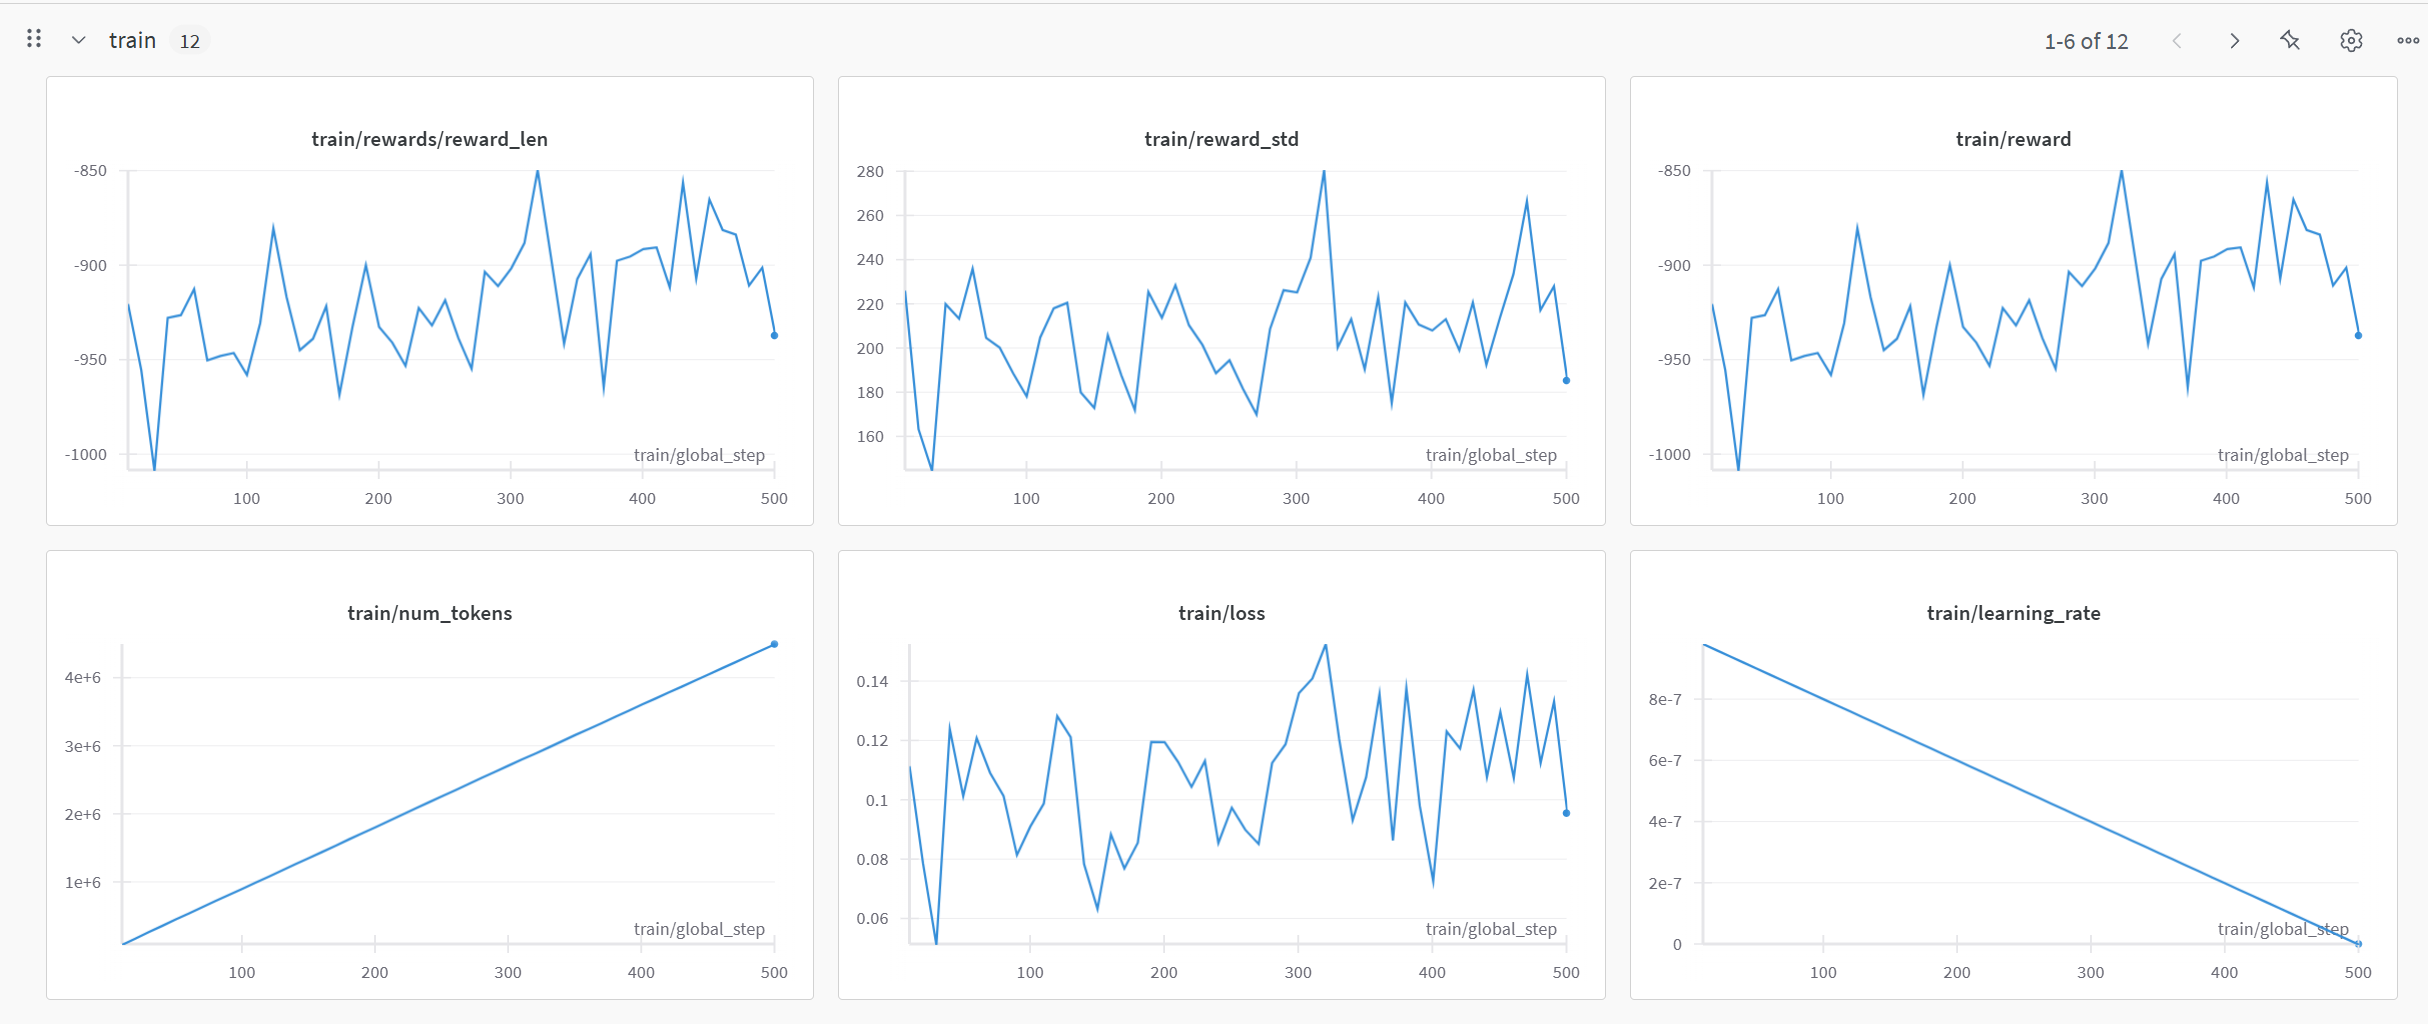 train 12 1-6 of 12
train/rewards/reward_len
-850
-900
-950
-1000
train/global_step
100 200 300 400 500
train/reward_std
280
260
240
220
200
180
160
train/global_step
100 200 300 400 500
train/reward
-850
-900
-950
-1000
train/global_step
100 200 300 400 500
train/num_tokens
4e+6
3e+6
2e+6
1e+6
train/global_step
100 200 300 400 500
train/loss
0.14
0.12
0.1
0.08
0.06
train/global_step
100 200 300 400 500
train/learning_rate
8e-7
6e-7
4e-7
2e-7
0
train/global_step
100 200 300 400 500